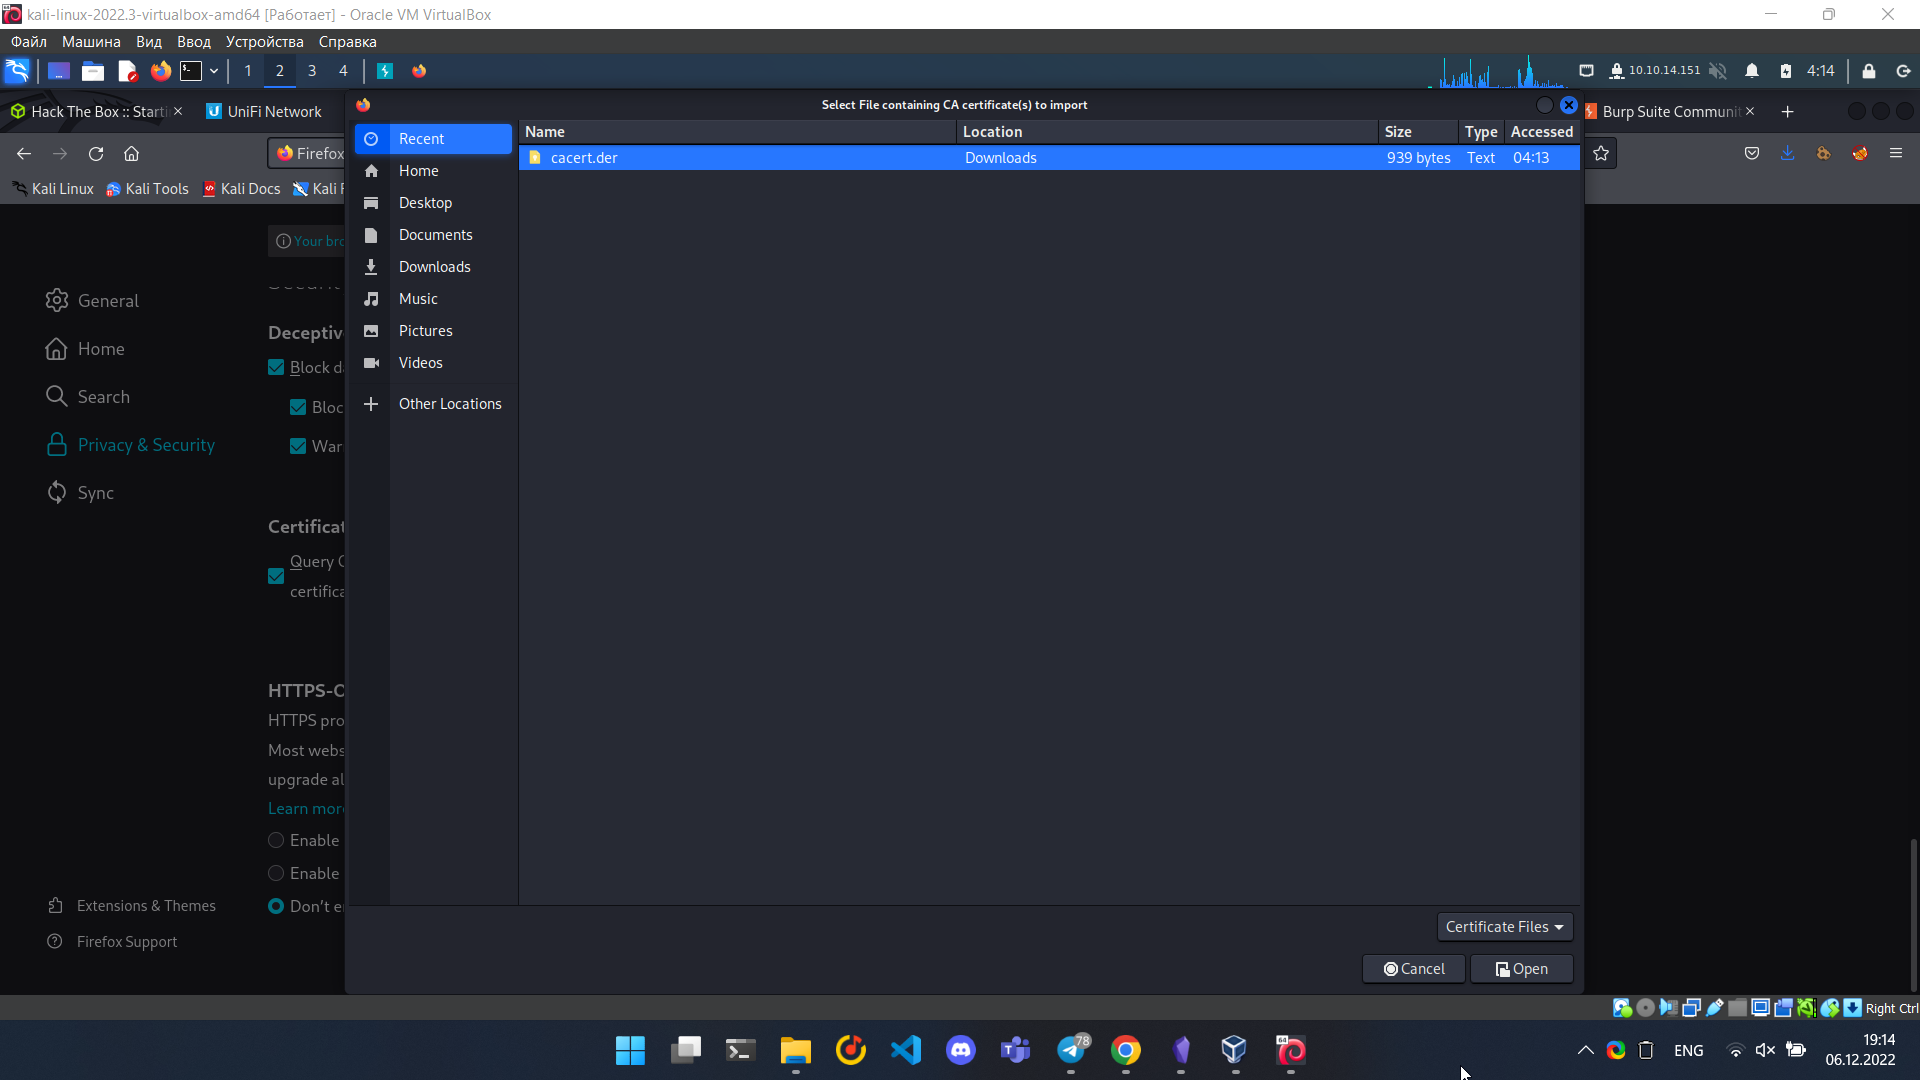 kali-linux-2022.3-virtualbox-amd64 [Работает] - Oracle VM VirtualBox
Файл Машина Вид Ввод Устройства Справка
1 2 3 4 10.10.14.151 4:14
Hack The Box :: Starti UniFi Network Select File containing CA certificate(s) to import Burp Suite Communit
Firefox
Kali Linux Kali Tools Kali Docs Kali F
Recent
Home
Desktop
Documents
Downloads
Music
Pictures
Videos
Other Locations
Name Location Size Type Accessed
cacert.der Downloads 939 bytes Text 04:13
Your bro
General
Home
Search
Privacy & Security
Sync
Extensions & Themes
Firefox Support
Deceptiv
Block da
Bloc
War
Certificat
Query O
certifica
HTTPS-O
HTTPS pro
Most webs
upgrade al
Learn more
Enable
Enable
Don't e
Certificate Files
Cancel Open
Right Ctrl
78
64
ENG
19:14
06.12.2022